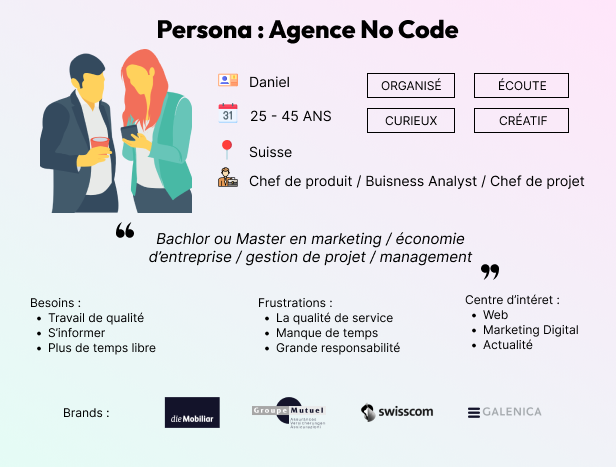 Persona : Agence No Code
Daniel
25 - 45 ANS
Suisse
Chef de produit / Buisness Analyst / Chef de projet
ORGANISÉ
ÉCOUTE
CURIEUX
CRÉATIF
31
“
Bachlor ou Master en marketing / économie
d’entreprise / gestion de projet / management
”
Besoins :
• Travail de qualité
• S’informer
• Plus de temps libre
Frustrations :
• La qualité de service
• Manque de temps
• Grande responsabilité
Centre d’intéret :
• Web
• Marketing Digital
• Actualité
Brands :
die Mobiliar
Groupe Mutuel
Assurances
Versicherungen
Assicurazioni
swisscom
GALENICA